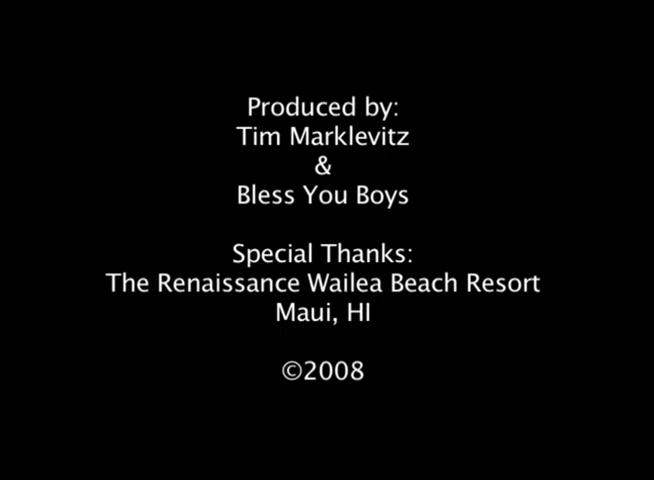 Produced by:
Tim Marklevitz
&
Bless You Boys
Special Thanks:
The Renaissance Wailea Beach Resort
Maui, HI
©2008